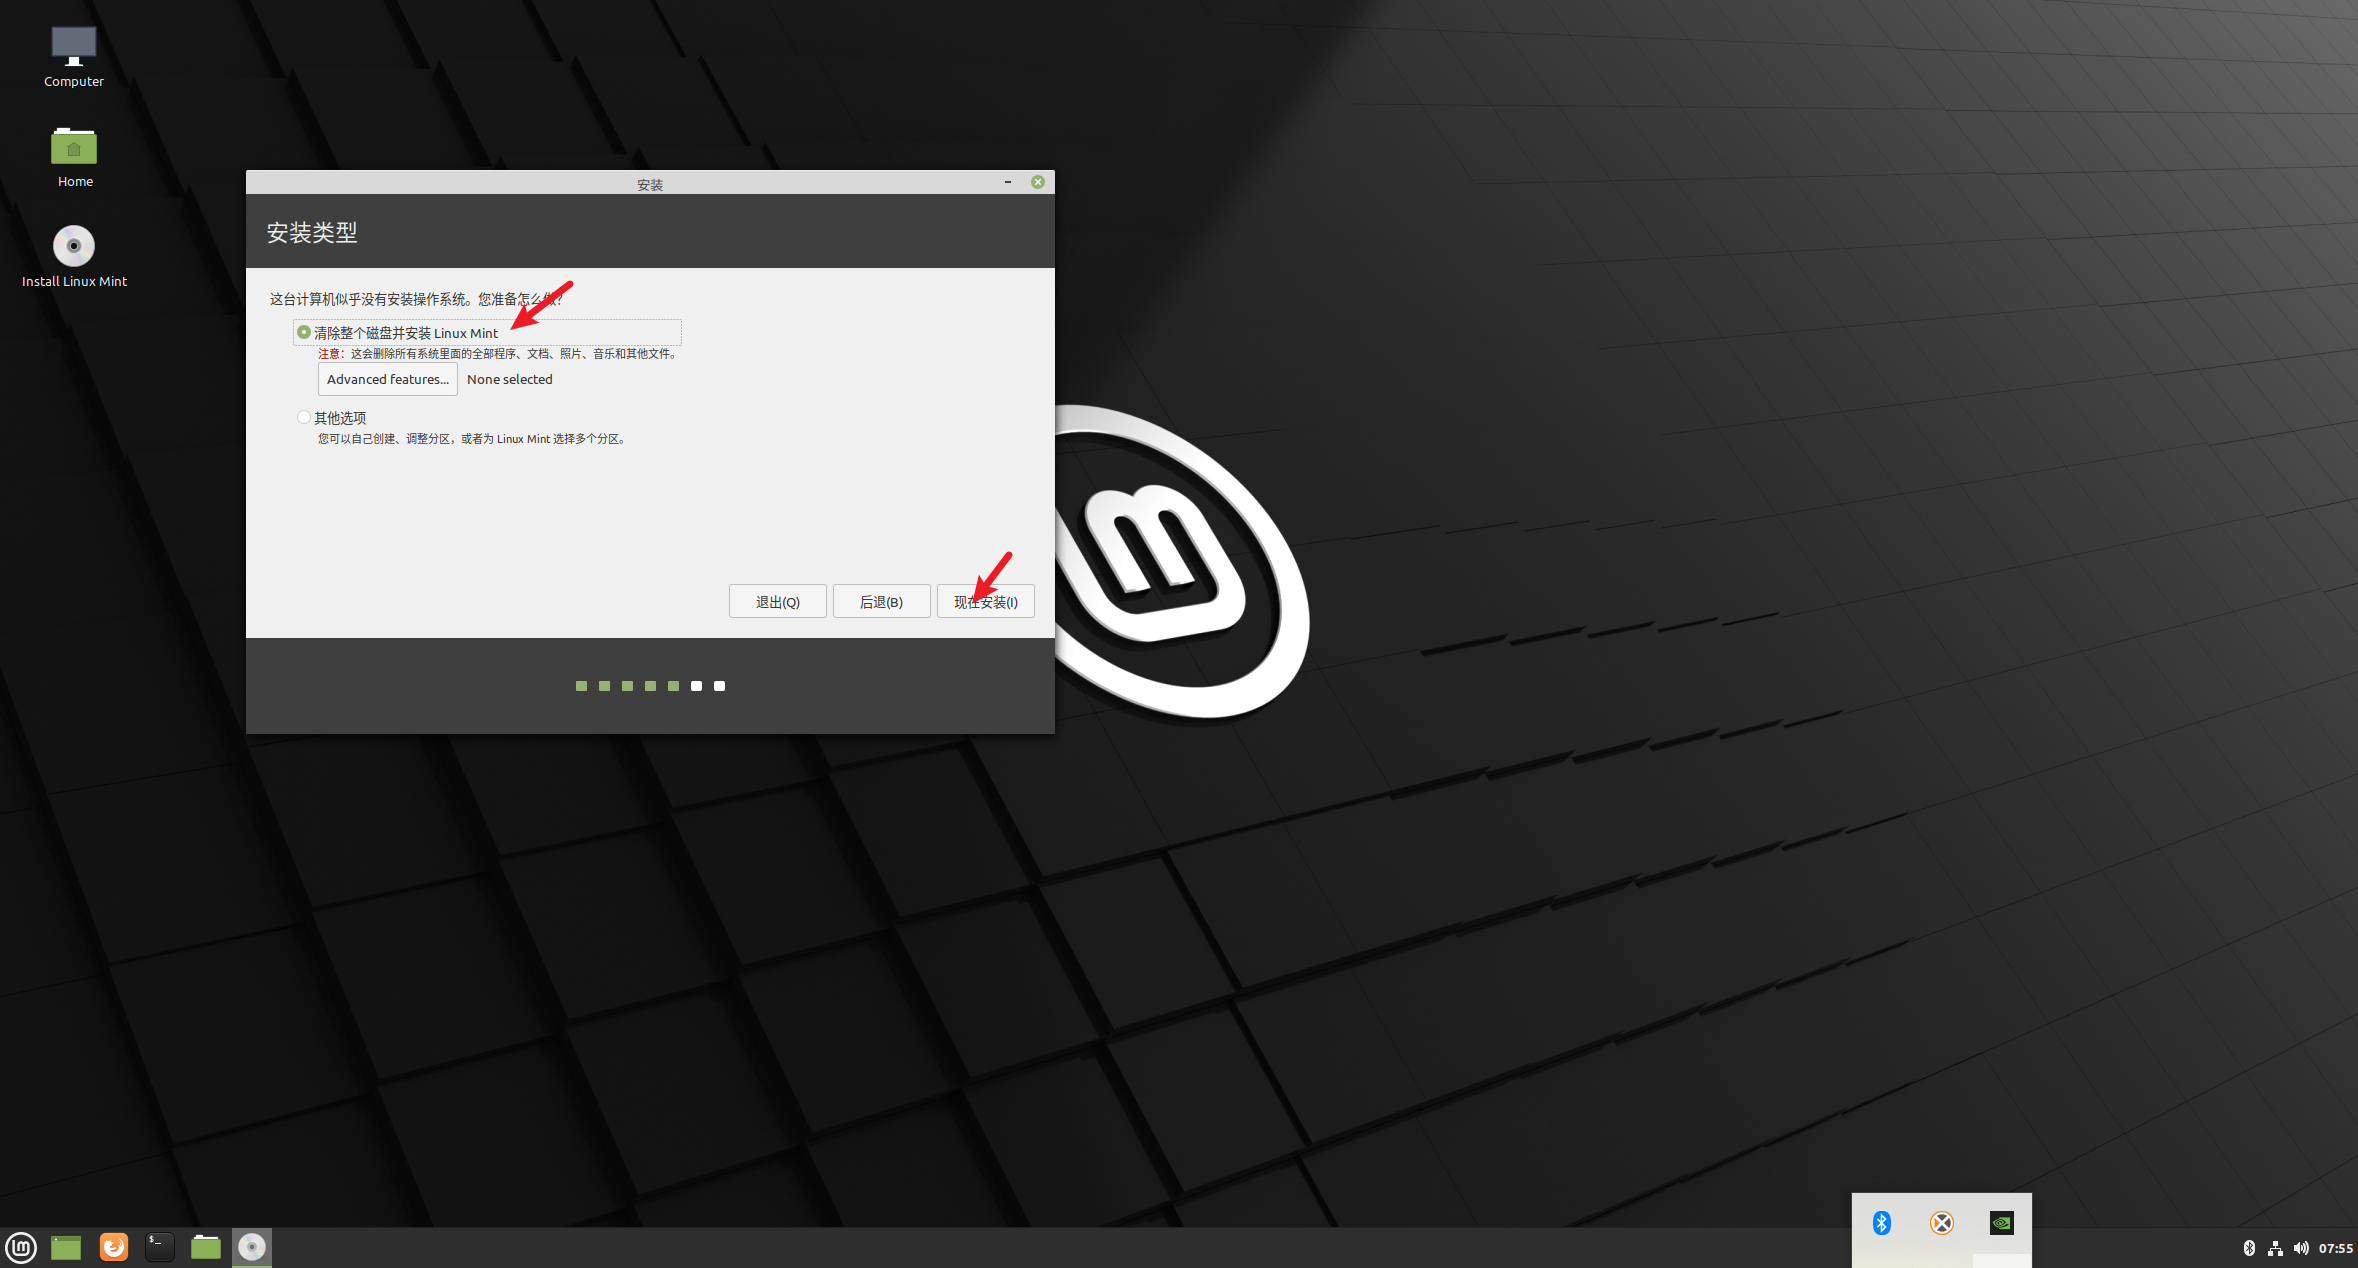 Computer
Home
Install Linux Mint
安装
安装类型
这台计算机似乎没有安装操作系统。您准备怎么做？
清除整个磁盘并安装 Linux Mint
注意：这会删除所有系统里面的全部程序、文档、照片、音乐和其他文件。
Advanced features... None selected
其他选项
您可以自己创建、调整分区，或者为 Linux Mint 选择多个分区。
退出(Q) 后退(B) 现在安装(I)
07:55